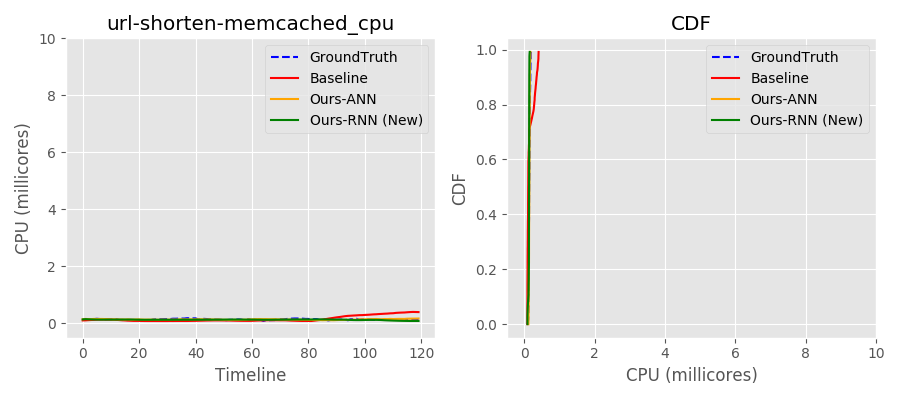 url-shorten-memcached_cpu
CPU (millicores)
10
8
6
4
2
0
0 20 40 60 80 100 120
Timeline
GroundTruth
Baseline
Ours-ANN
Ours-RNN (New)
CDF
CDF
1.0
0.8
0.6
0.4
0.2
0.0
0 2 4 6 8 10
CPU (millicores)
GroundTruth
Baseline
Ours-ANN
Ours-RNN (New)